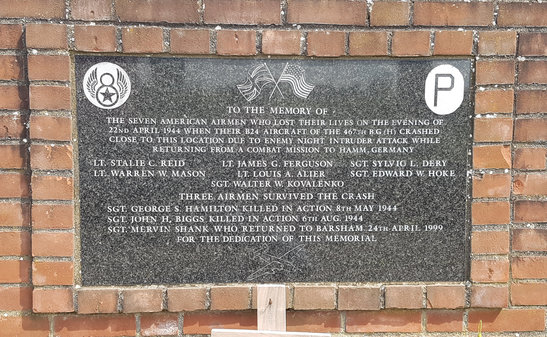 8
P
TO THE MEMORY OF
THE SEVEN AMERICAN AIRMEN WHO LOST THEIR LIVES ON THE EVENING OF
22ND APRIL 1944 WHEN THEIR B24 AIRCRAFT OF THE 467TH B.G.(H) CRASHED
CLOSE TO THIS LOCATION DUE TO ENEMY NIGHT INTRUDER ATTACK WHILE
RETURNING FROM A COMBAT MISSION TO HAMM, GERMANY
LT. STALIE C. REID LT. JAMES G. FERGUSON SGT. SYLVIO L. DERY
LT. WARREN W. MASON LT. LOUIS A. ALIER SGT. EDWARD W. HOKE
SGT. WALTER W. KOVALENKO
THREE AIRMEN SURVIVED THE CRASH
SGT. GEORGE S. HAMILTON KILLED IN ACTION 8TH MAY 1944
SGT. JOHN H. BIGGS KILLED IN ACTION 6TH AUG. 1944
SGT. MERVIN SHANK WHO RETURNED TO BARSHAM 24TH APRIL 1999
FOR THE DEDICATION OF THIS MEMORIAL